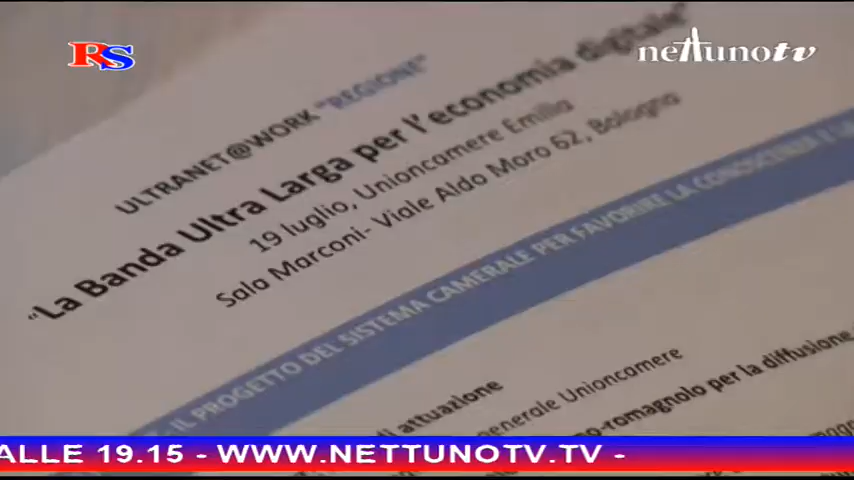 RS
nettunotv
ULTRANET@WORK "REGIONE"
"La Banda Ultra Larga per l'economia digitale"
19 luglio, Unioncamere Emilia
Sala Marconi- Viale Aldo Moro 62, Bologna
IL PROGETTO DEL SISTEMA CAMERALE PER FAVORIRE LA CONOSCENZA E
di attuazione
generale Unioncamere
-romagnolo per la diffusione
ALLE 19.15 - WWW.NETTUNOTV.TV -